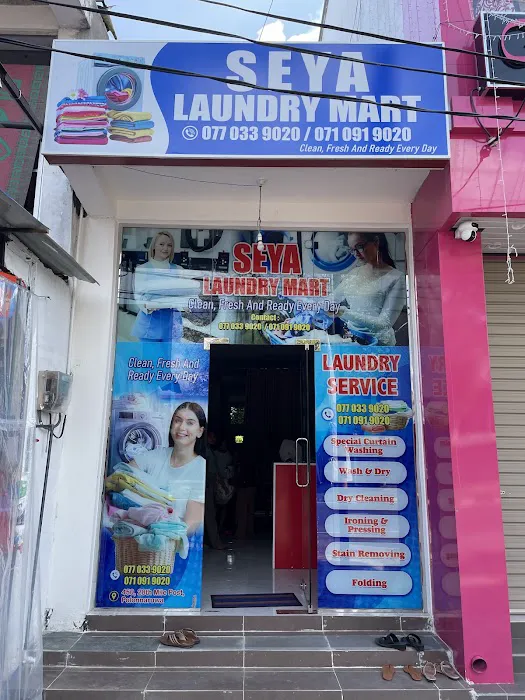 SEYA
LAUNDRY MART
077 033 9020 / 071 091 9020
Clean, Fresh And Ready Every Day
SEYA
LAUNDRY MART
Clean, Fresh And Ready Every Day
Contact :
077 033 9020 / 071 091 9020
Clean, Fresh And
Ready Every Day
077 033 9020
071 091 9020
Polonnaruwa
LAUNDRY
SERVICE
077 033 9020
071 091 9020
Special Curtain
Washing
Wash & Dry
Dry Cleaning
Ironing &
Pressing
Stain Removing
Folding